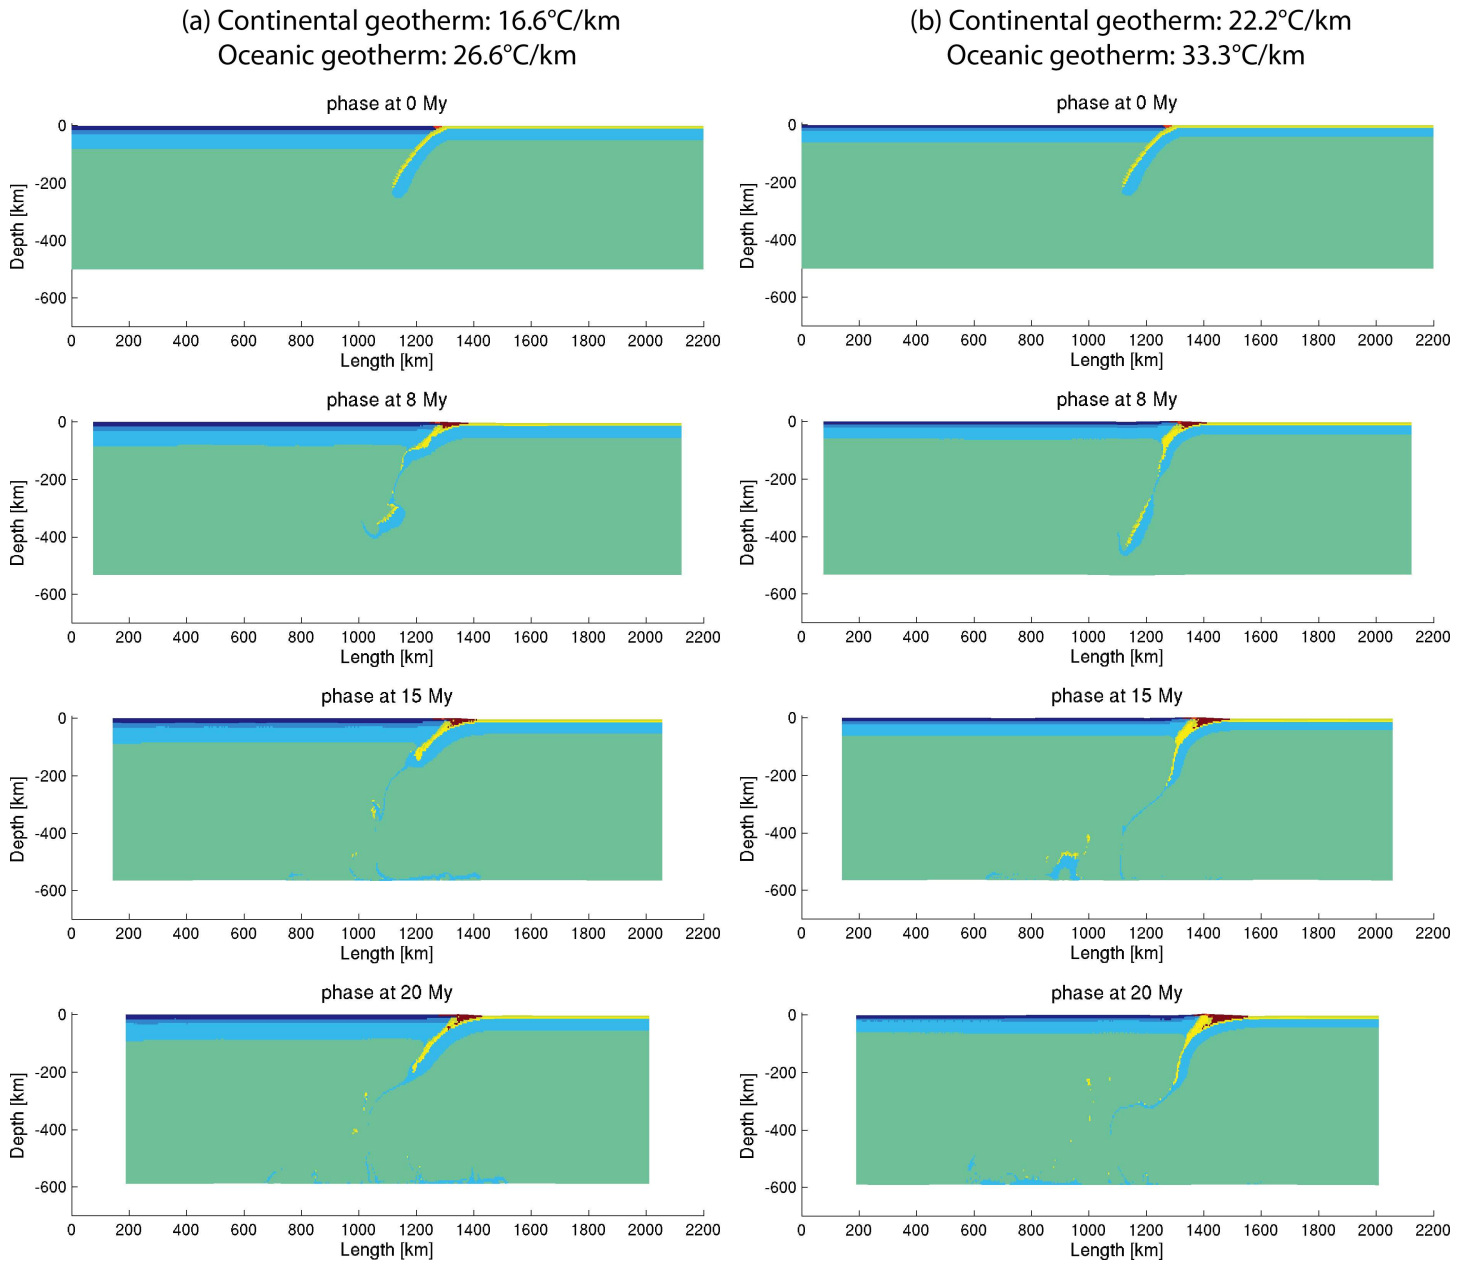 (a) Continental geotherm: 16.6°C/km
Oceanic geotherm: 26.6°C/km
(b) Continental geotherm: 22.2°C/km
Oceanic geotherm: 33.3°C/km
phase at 0 My
0
-200
-400
-600
Depth [km]
0 200 400 600 800 1000 1200 1400 1600 1800 2000 2200
Length [km]
phase at 0 My
0
-200
-400
-600
Depth [km]
0 200 400 600 800 1000 1200 1400 1600 1800 2000 2200
Length [km]
phase at 8 My
0
-200
-400
-600
Depth [km]
0 200 400 600 800 1000 1200 1400 1600 1800 2000 2200
Length [km]
phase at 8 My
0
-200
-400
-600
Depth [km]
0 200 400 600 800 1000 1200 1400 1600 1800 2000 2200
Length [km]
phase at 15 My
0
-200
-400
-600
Depth [km]
0 200 400 600 800 1000 1200 1400 1600 1800 2000 2200
Length [km]
phase at 15 My
0
-200
-400
-600
Depth [km]
0 200 400 600 800 1000 1200 1400 1600 1800 2000 2200
Length [km]
phase at 20 My
0
-200
-400
-600
Depth [km]
0 200 400 600 800 1000 1200 1400 1600 1800 2000 2200
Length [km]
phase at 20 My
0
-200
-400
-600
Depth [km]
0 200 400 600 800 1000 1200 1400 1600 1800 2000 2200
Length [km]